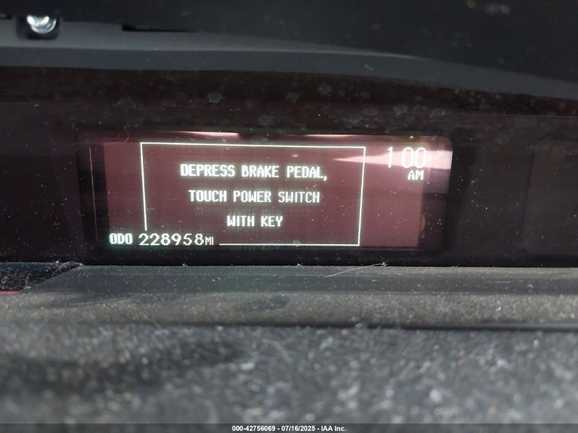 DEPRESS BRAKE PEDAL,
TOUCH POWER SWITCH
WITH KEY
1:00
AM
ODO 228958MI
000-42756069 - 07/16/2025 - IAA Inc.